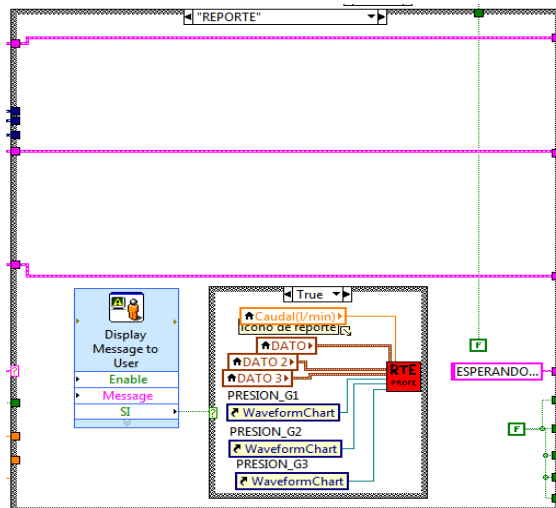 "REPORTE"
True
Caudal(l/min)
Icono de reporte
DATO
DATO 2
DATO 3
RTE
PROFE
Display
Message to
User
Enable
Message
SI
?
?
?
PRESION_G1
WaveformChart
PRESION_G2
WaveformChart
PRESION_G3
WaveformChart
F
ESPERANDO...
F